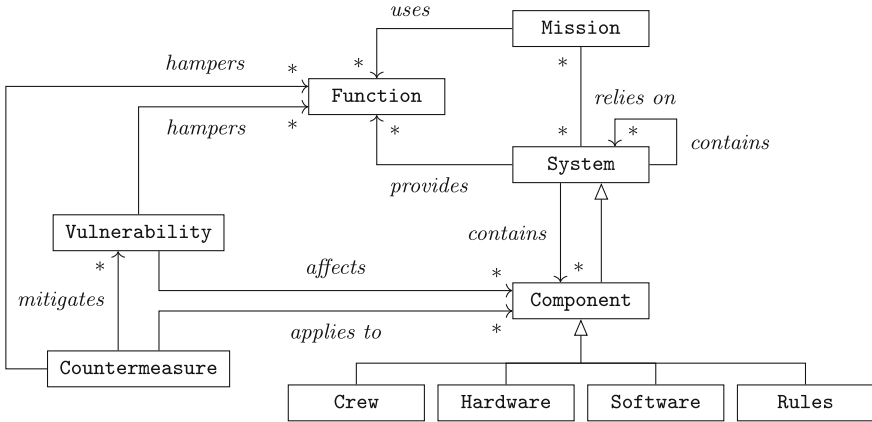 uses
Mission
hampers
*
*
*
Function
relies on
hampers
*
*
*
*
contains
System
provides
Vulnerability
contains
*
affects
*
*
mitigates
Component
applies to
*
Countermeasure
Crew
Hardware
Software
Rules